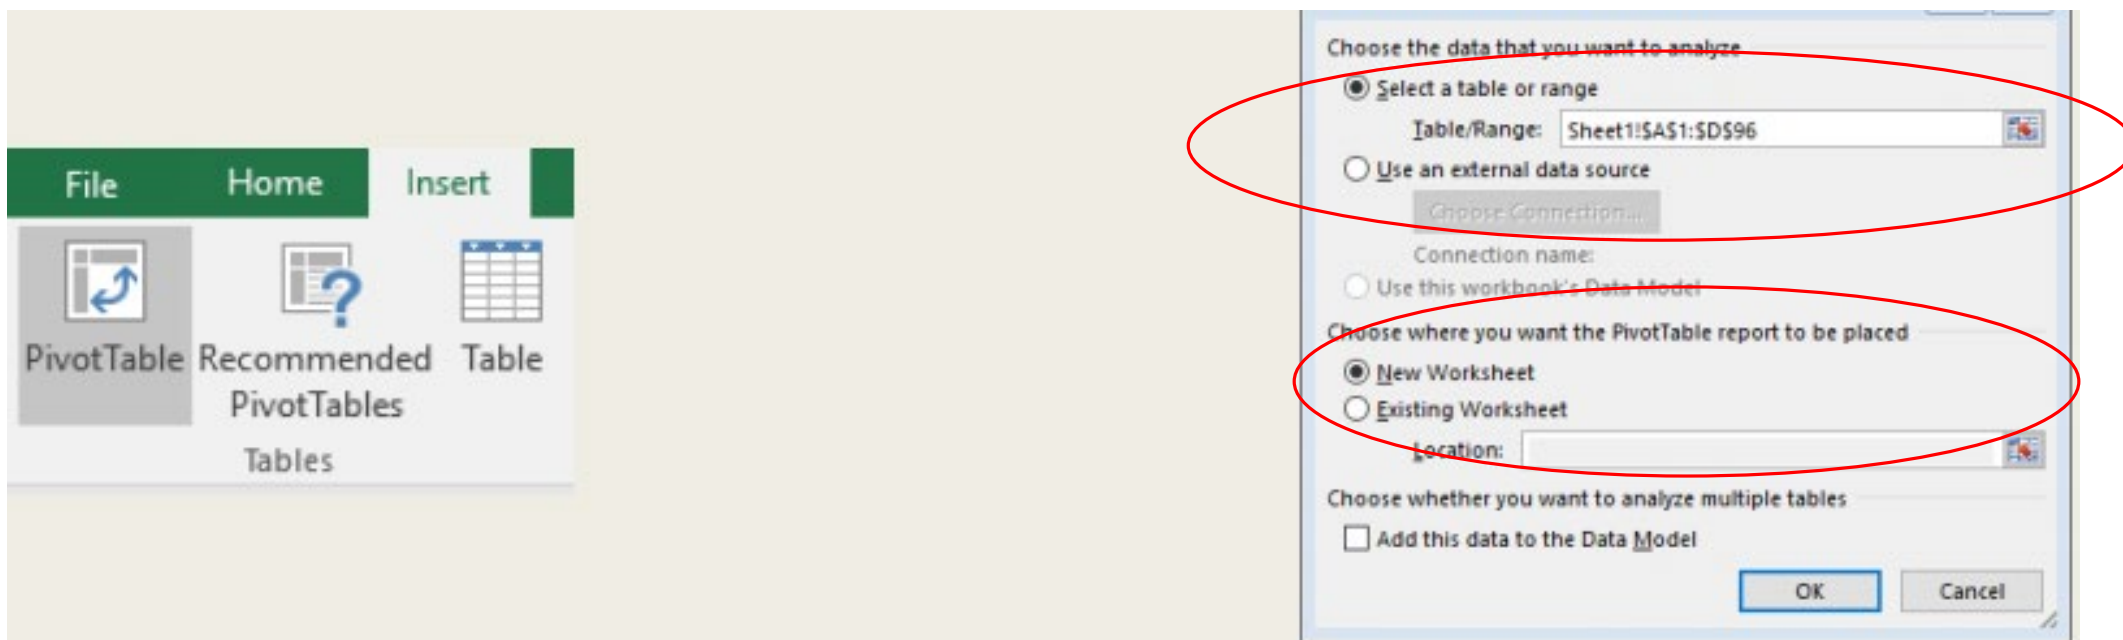 File Home Insert
PivotTable Recommended PivotTables Table
Tables
Choose the data that you want to analyze
Select a table or range
Table/Range: Sheet1!$A$1:$D$96
Use an external data source
Choose Connection...
Connection name:
Use this workbook's Data Model
Choose where you want the PivotTable report to be placed
New Worksheet
Existing Worksheet
Location:
Choose whether you want to analyze multiple tables
Add this data to the Data Model
OK Cancel